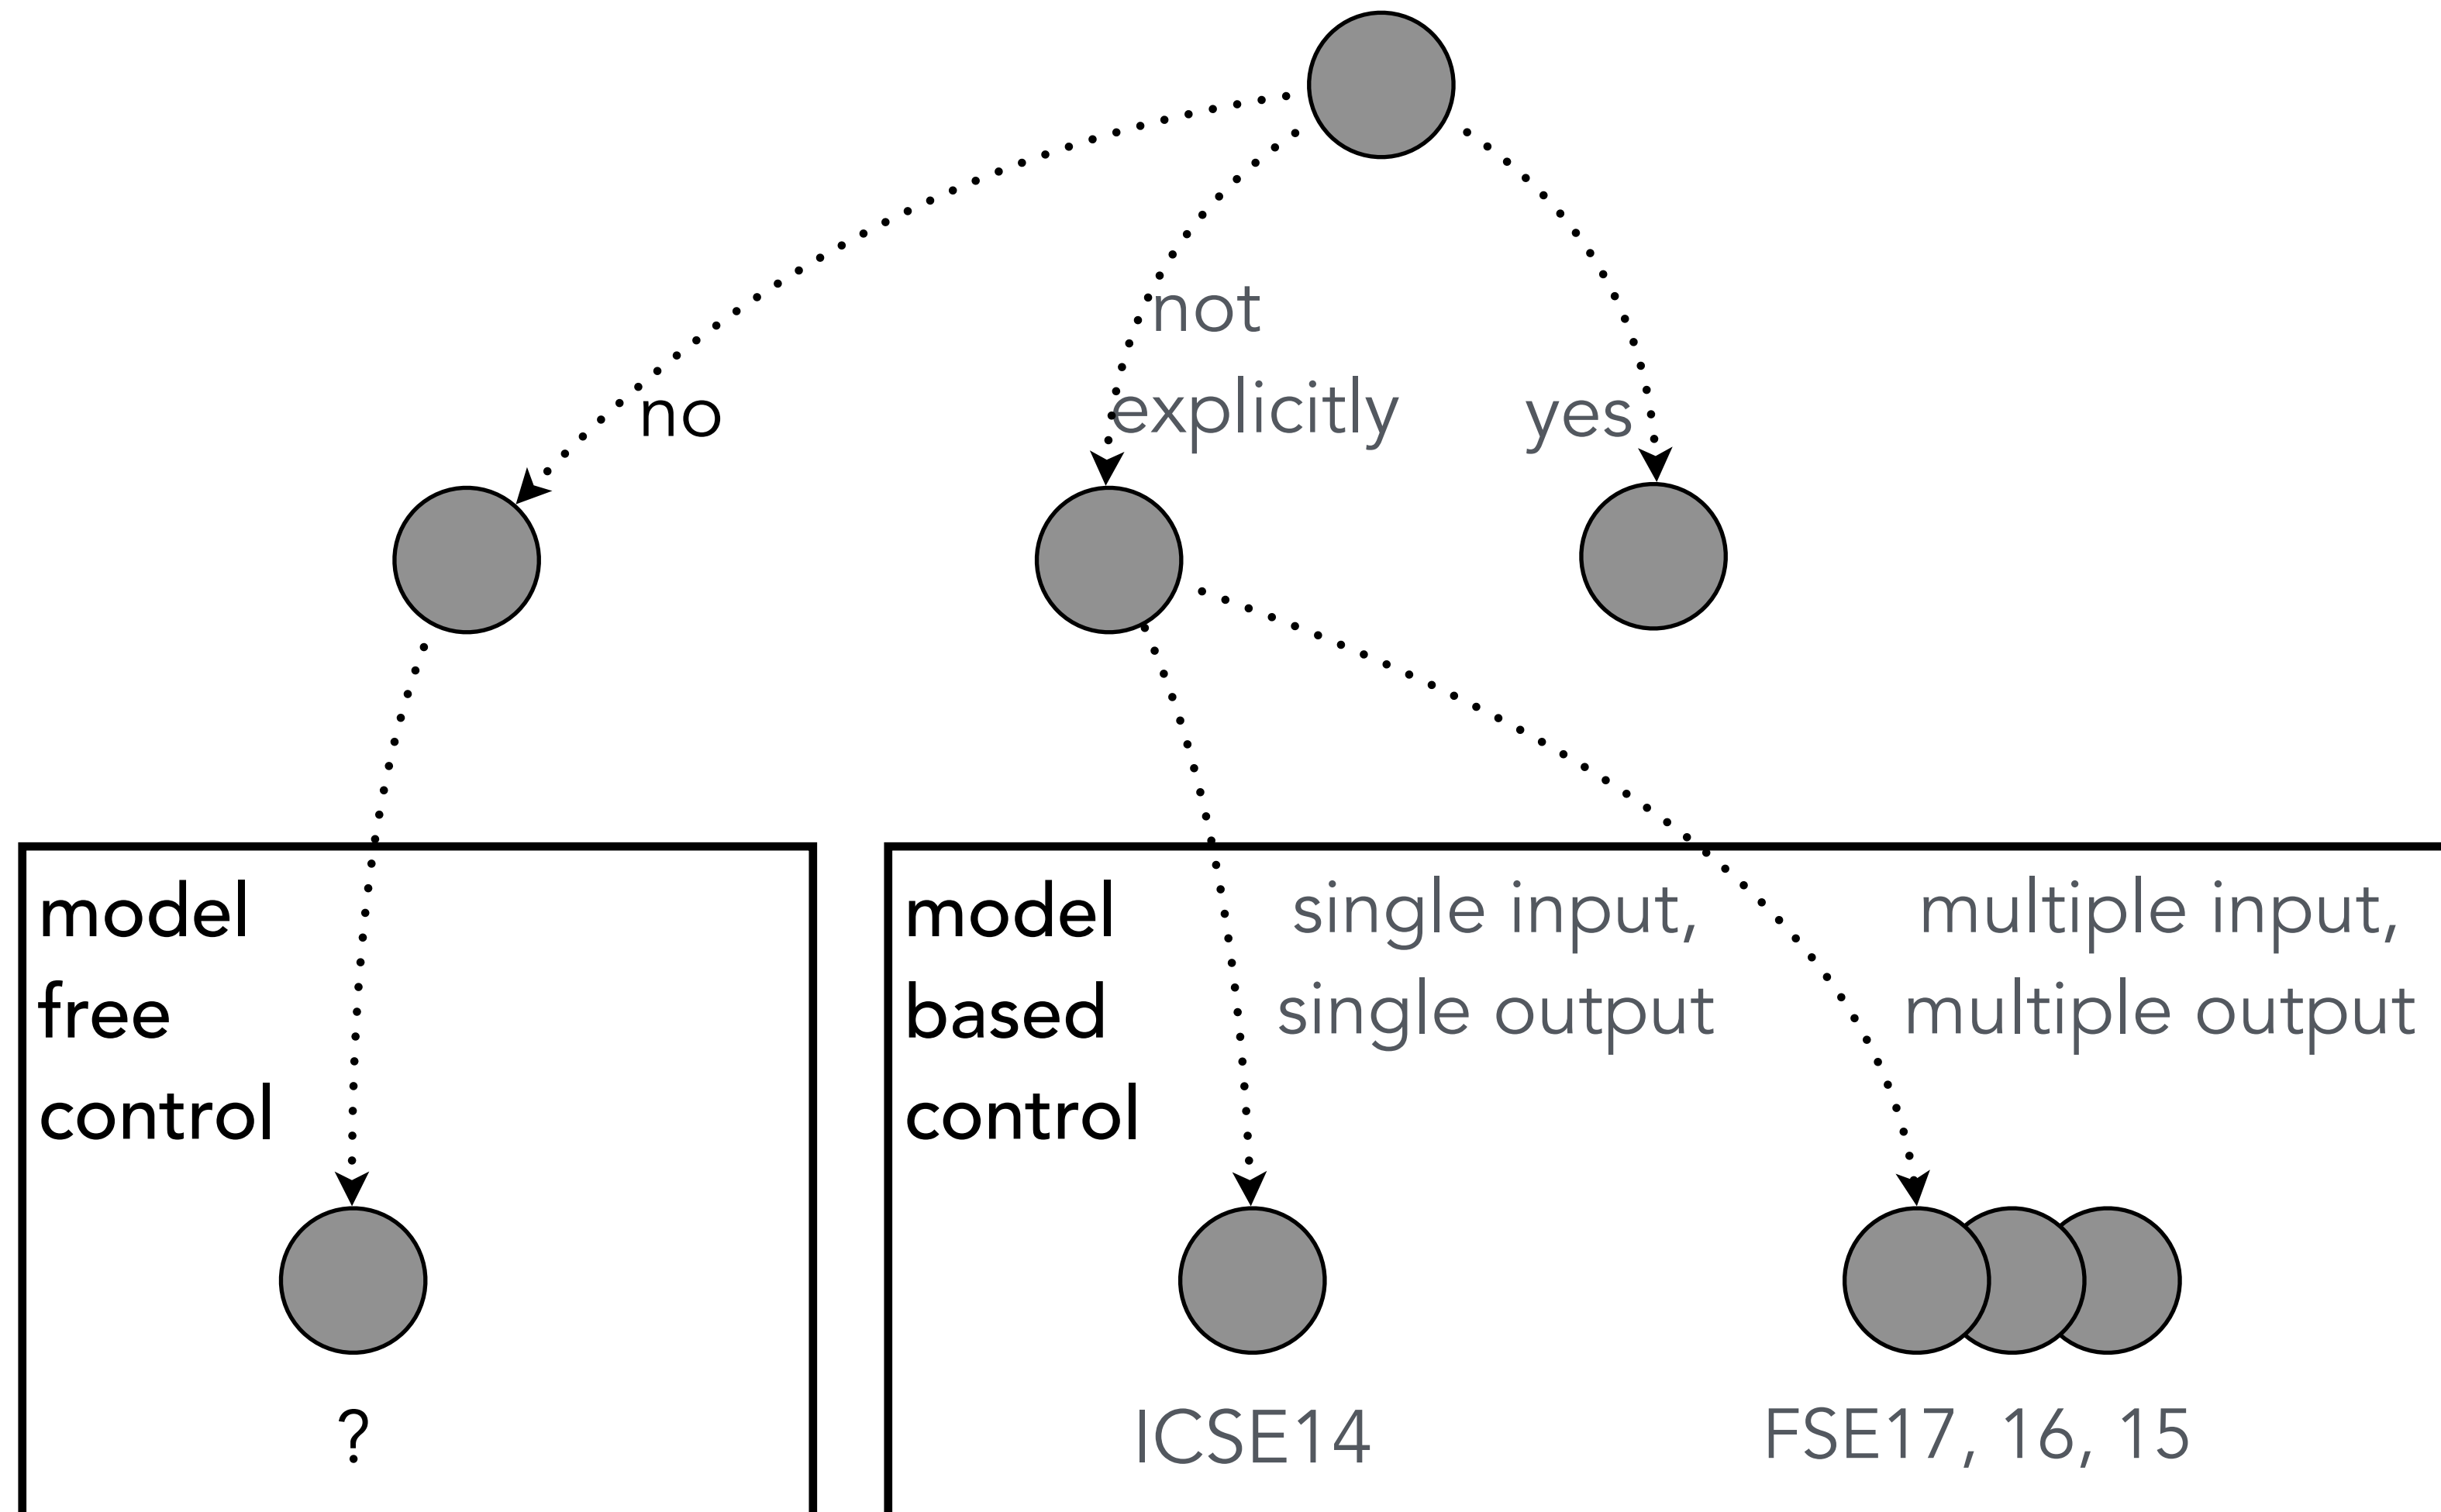 not
explicitly
no
yes
model
free
control
model
based
control
single input,
single output
multiple input,
multiple output
?
ICSE14
FSE17, 16, 15